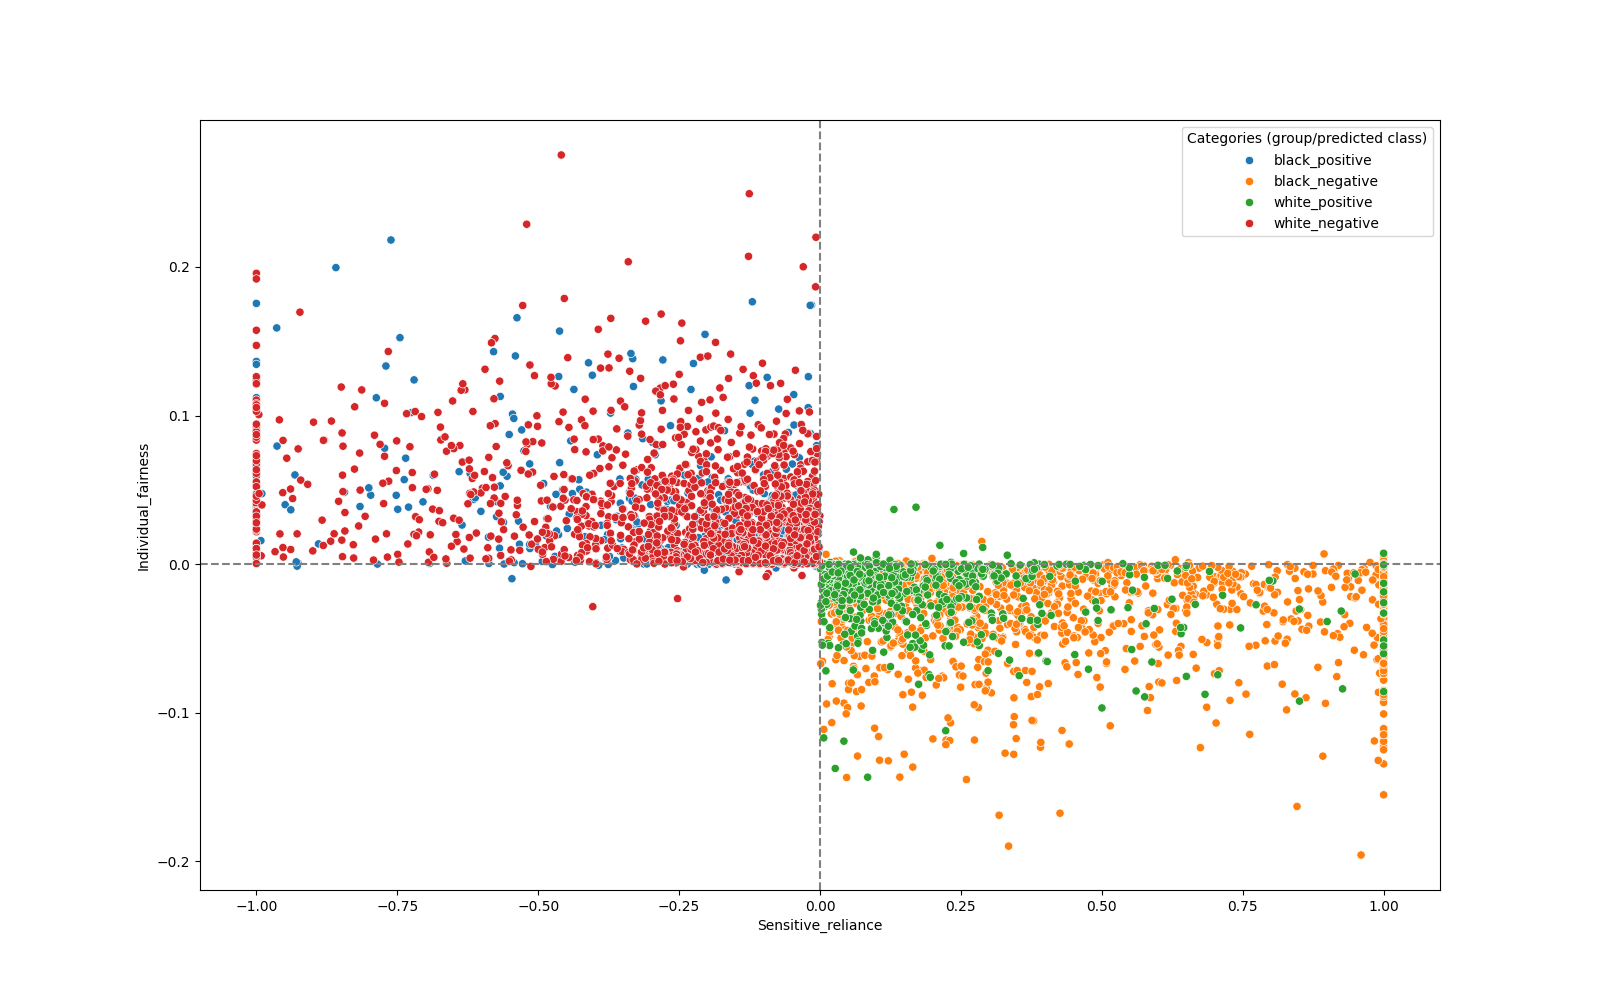 Categories (group/predicted class)
black_positive
black_negative
white_positive
white_negative
0.2
0.1
0.0
−0.1
−0.2
Individual_fairness
−1.00 −0.75 −0.50 −0.25 0.00 0.25 0.50 0.75 1.00
Sensitive_reliance